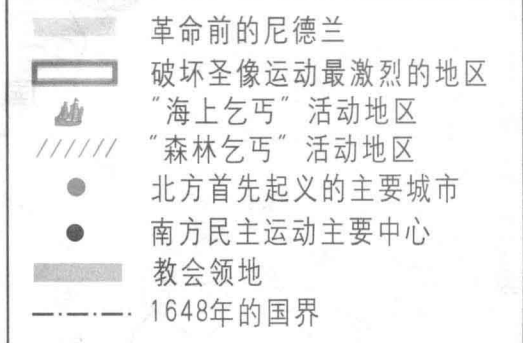 革命前的尼德兰
破坏圣像运动最激烈的地区
"海上乞丐"活动地区
"森林乞丐"活动地区
北方首先起义的主要城市
南方民主运动主要中心
教会领地
1648年的国界